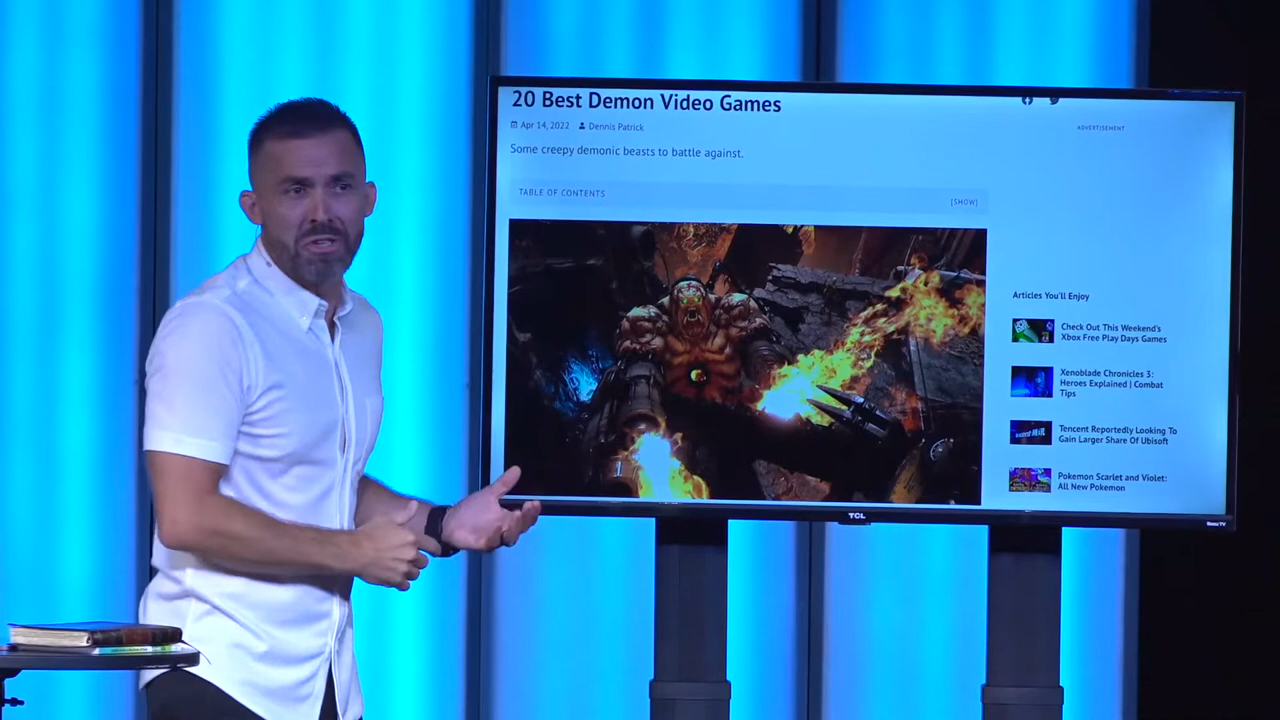 20 Best Demon Video Games
Apr 14, 2022 Dennis Patrick
ADVERTISEMENT
Some creepy demonic beasts to battle against.
TABLE OF CONTENTS
[SHOW]
Articles You'll Enjoy
Check Out This Weekend's
Xbox Free Play Days Games
Xenoblade Chronicles 3:
Heroes Explained | Combat
Tips
Tencent Reportedly Looking To
Gain Larger Share Of Ubisoft
Pokemon Scarlet and Violet:
All New Pokemon
TCL
Roku TV